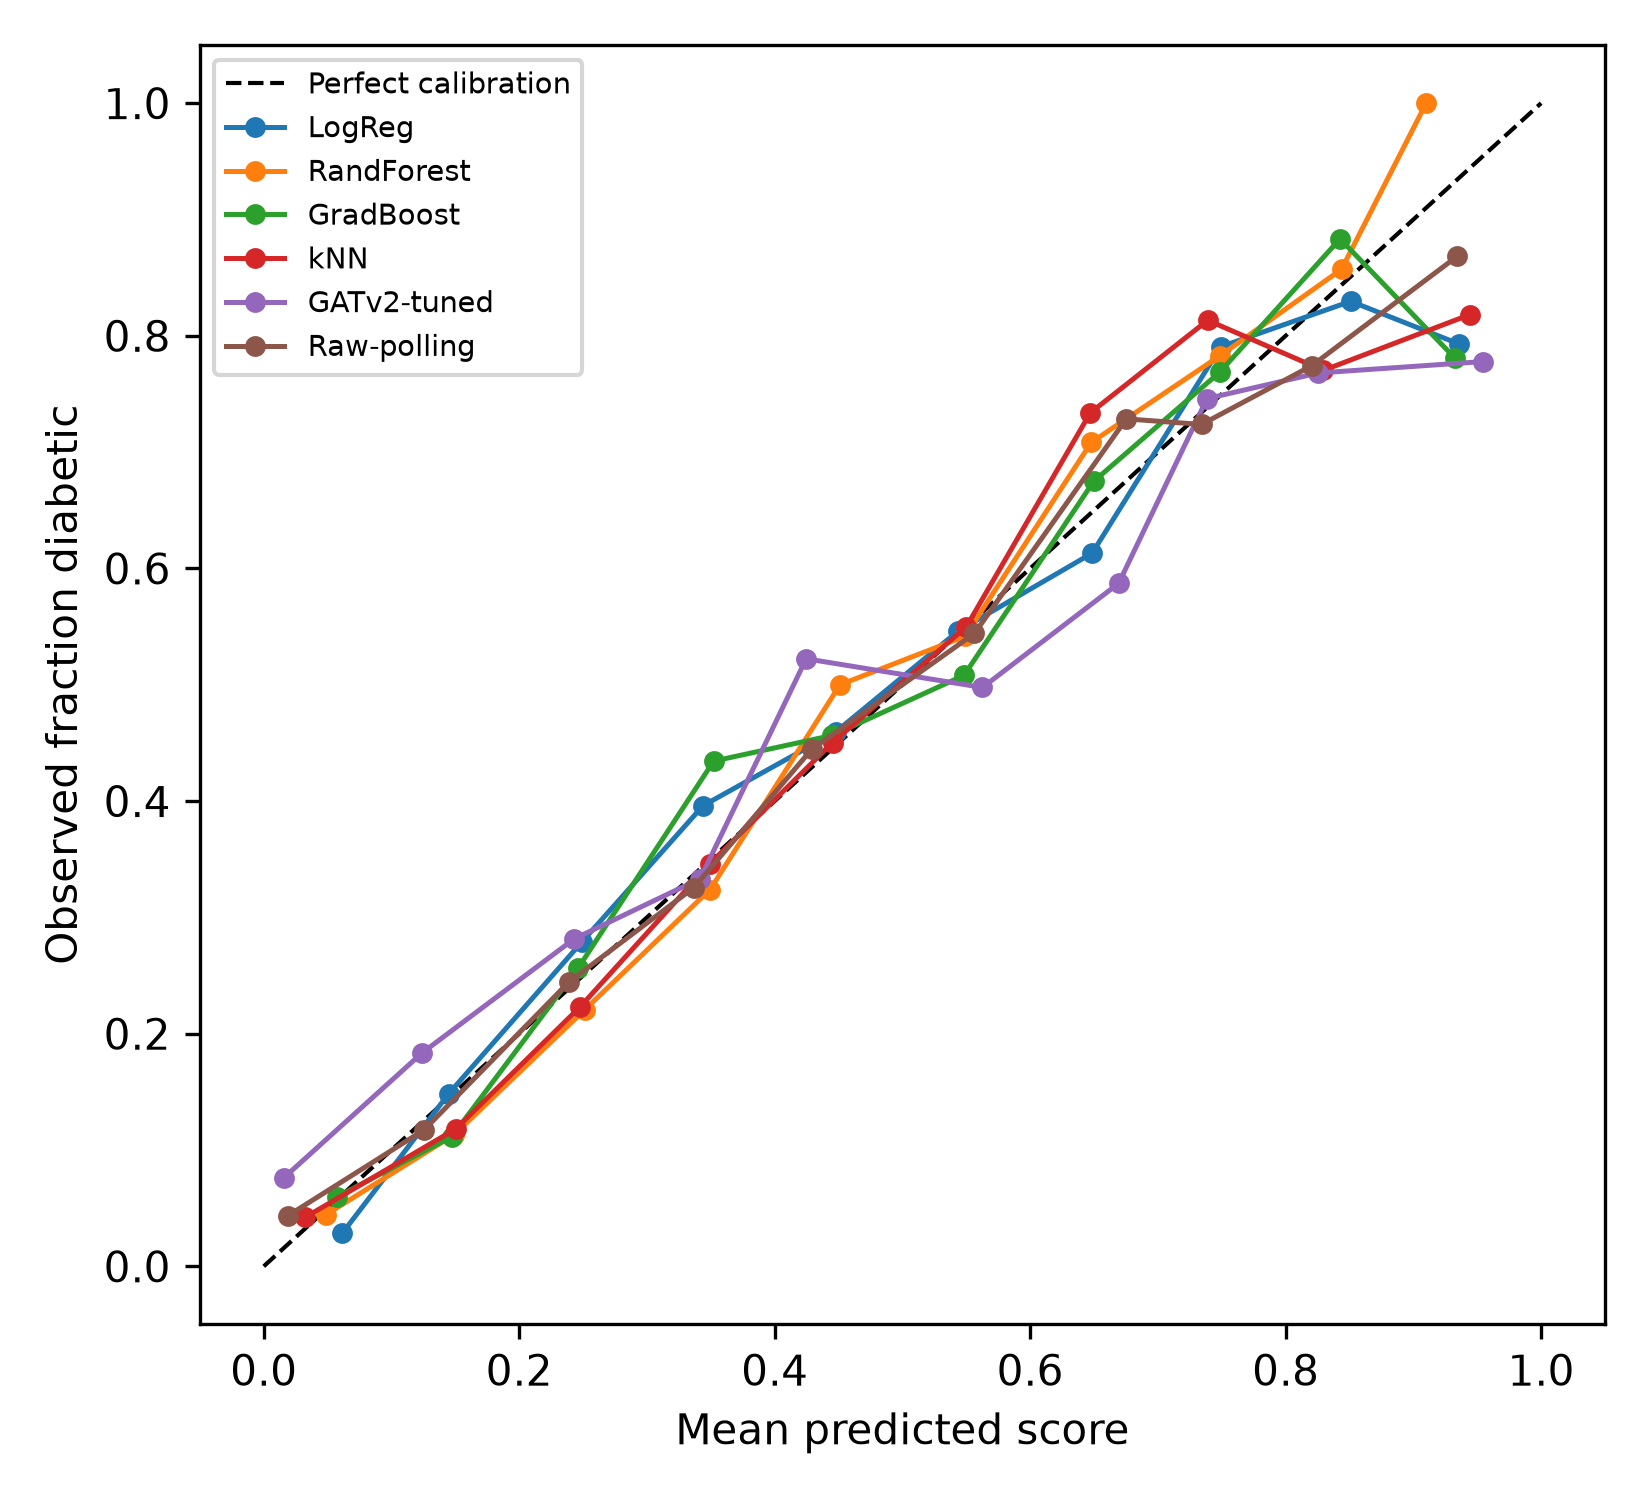 Perfect calibration
LogReg
RandForest
GradBoost
kNN
GATv2-tuned
Raw-polling
Observed fraction diabetic
1.0
0.8
0.6
0.4
0.2
0.0
0.0 0.2 0.4 0.6 0.8 1.0
Mean predicted score